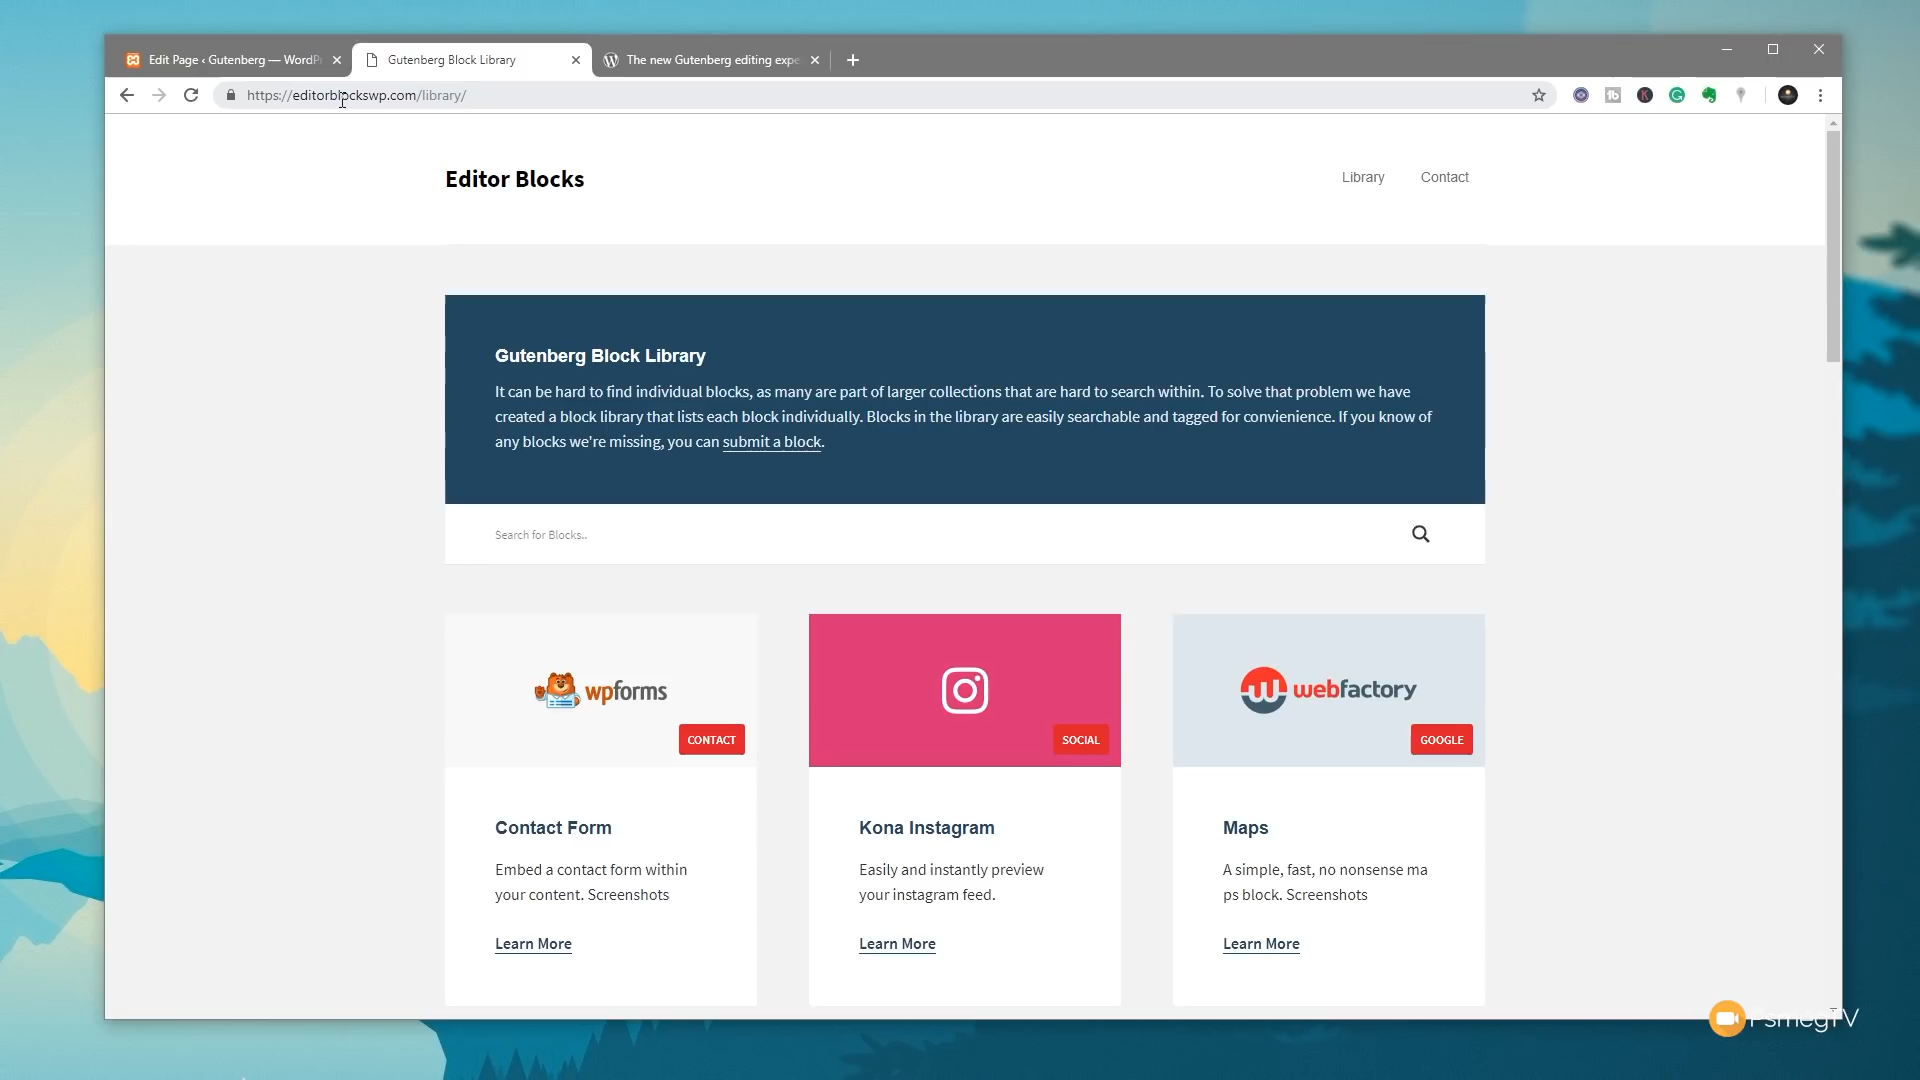 Edit Page ‹ Gutenberg — WordP
Gutenberg Block Library
The new Gutenberg editing expe
https://editorblockswp.com/library/
Editor Blocks
Library
Contact
Gutenberg Block Library
It can be hard to find individual blocks, as many are part of larger collections that are hard to search within. To solve that problem we have
created a block library that lists each block individually. Blocks in the library are easily searchable and tagged for convienience. If you know of
any blocks we're missing, you can submit a block.
Search for Blocks..
wpforms
CONTACT
SOCIAL
webfactory
GOOGLE
Contact Form
Embed a contact form within
your content. Screenshots
Learn More
Kona Instagram
Easily and instantly preview
your instagram feed.
Learn More
Maps
A simple, fast, no nonsense ma
ps block. Screenshots
Learn More
PsmegTV